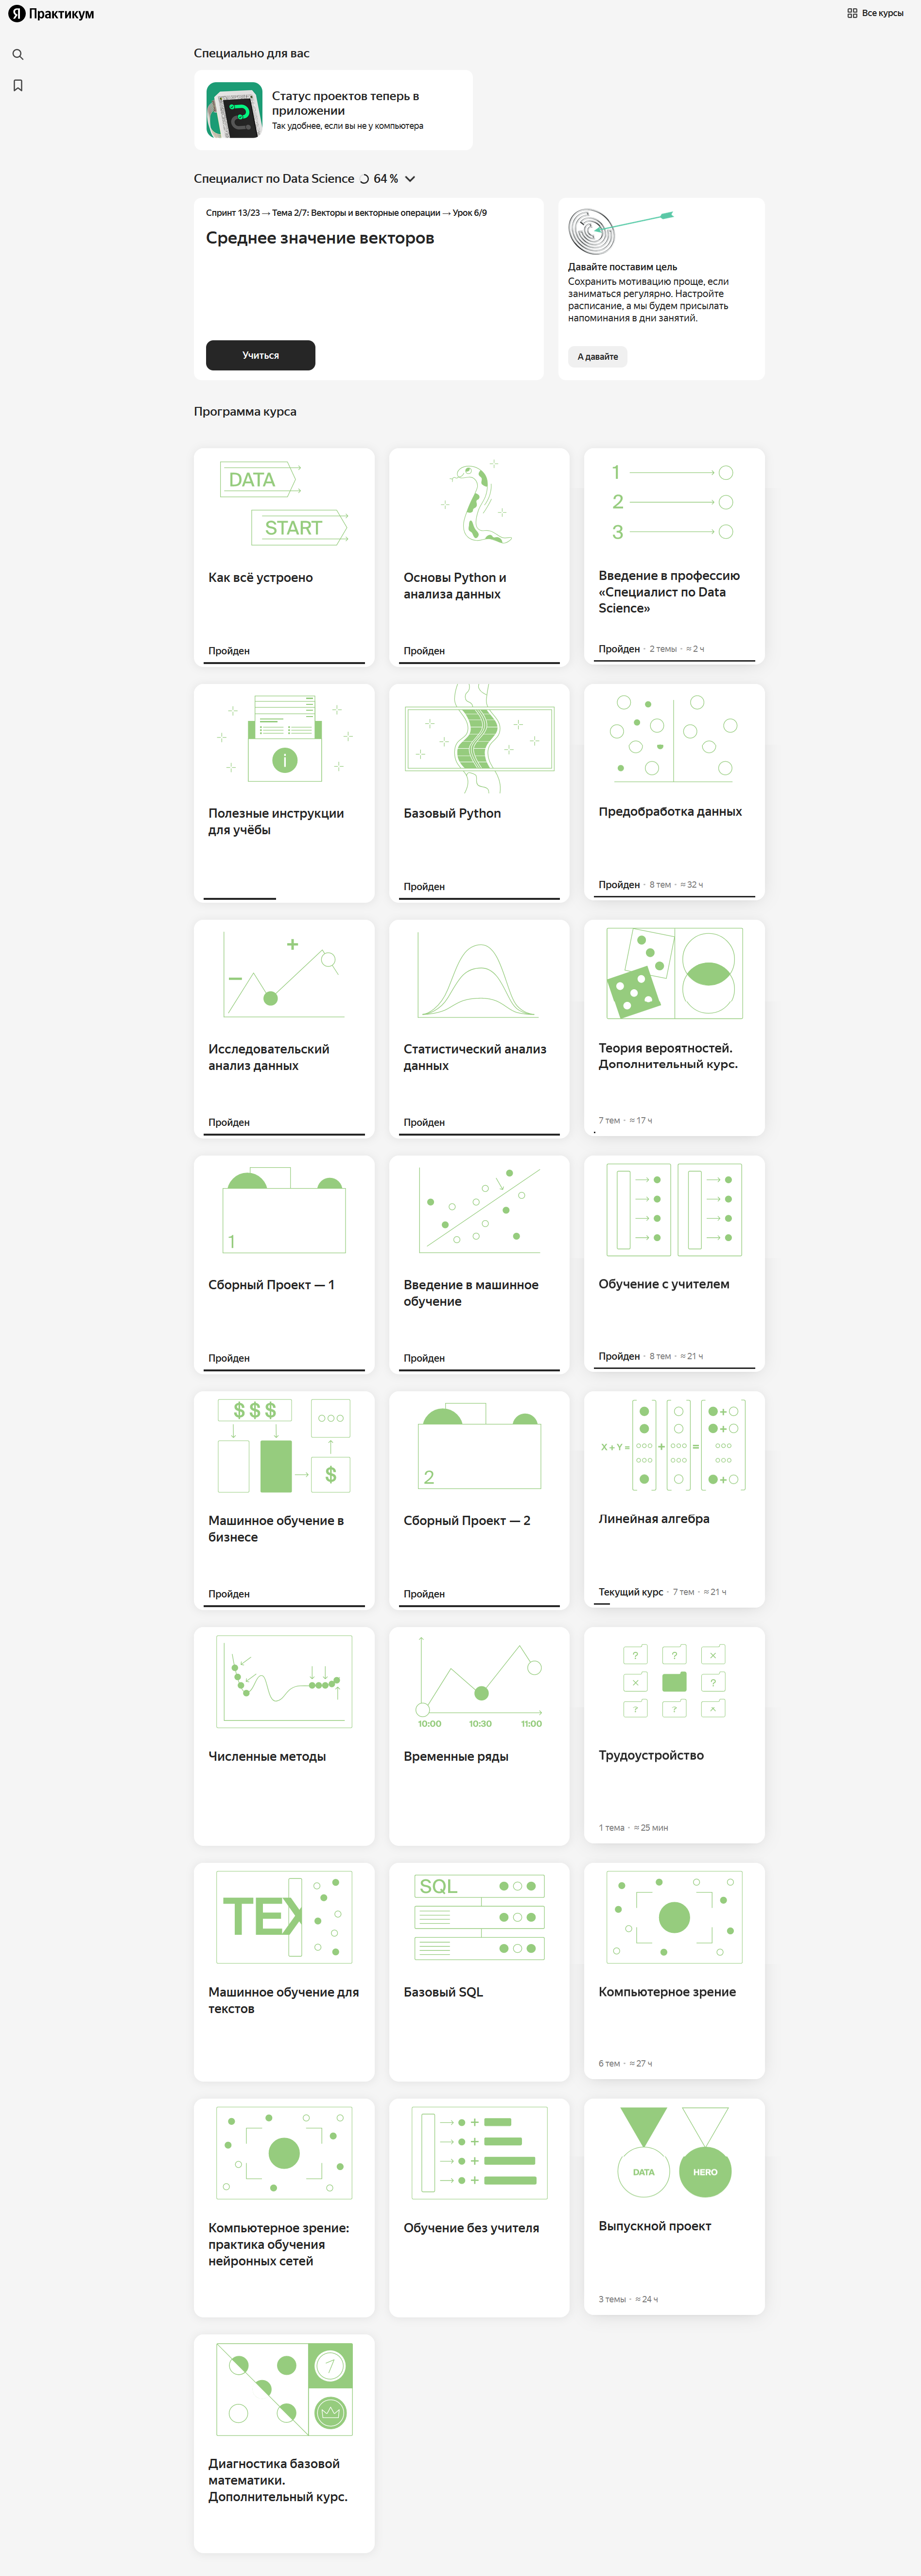 Практикум
Все курсы
Специально для вас
Статус проектов теперь в
приложении
Так удобнее, если вы не у компьютера
Специалист по Data Science 64 %
Спринт 13/23 → Тема 2/7: Векторы и векторные операции → Урок 6/9
Среднее значение векторов
Учиться
Давайте поставим цель
Сохранить мотивацию проще, если
заниматься регулярно. Настройте
расписание, а мы будем присылать
напоминания в дни занятий.
А давайте
Программа курса
DATA
START
Как всё устроено
Пройден
Основы Python и
анализа данных
Пройден
1
2
3
Введение в профессию
«Специалист по Data
Science»
Пройден · 2 темы · ≈ 2 ч
i
Полезные инструкции
для учёбы
Базовый Python
Пройден
Предобработка данных
Пройден · 8 тем · ≈ 32 ч
Исследовательский
анализ данных
Пройден
Статистический анализ
данных
Пройден
Теория вероятностей.
Дополнительный курс.
7 тем · ≈ 17 ч
1
Сборный Проект — 1
Пройден
Введение в машинное
обучение
Пройден
Обучение с учителем
Пройден · 8 тем · ≈ 21 ч
$ $ $
$
Машинное обучение в
бизнесе
Пройден
2
Сборный Проект — 2
Пройден
X + Y = + =
Линейная алгебра
Текущий курс · 7 тем · ≈ 21 ч
Численные методы
10:00 10:30 11:00
Временные ряды
? ? ×
× ?
? ?
Трудоустройство
1 тема · ≈ 25 мин
TEX
Машинное обучение для
текстов
SQL
Базовый SQL
Компьютерное зрение
6 тем · ≈ 27 ч
Компьютерное зрение:
практика обучения
нейронных сетей
Обучение без учителя
DATA HERO
Выпускной проект
3 темы · ≈ 24 ч
Диагностика базовой
математики.
Дополнительный курс.